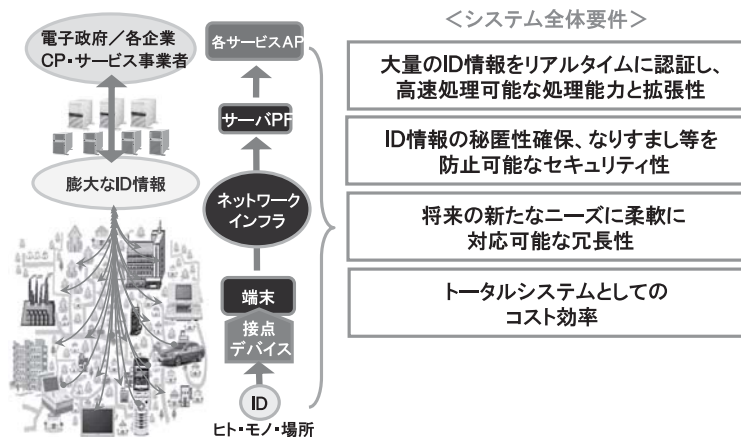 電子政府／各企業
CP・サービス事業者
膨大なID情報
各サービスAP
サーバPF
ネットワーク
インフラ
端末
接点
デバイス
ID
ヒト・モノ・場所
＜システム全体要件＞
大量のID情報をリアルタイムに認証し、
高速処理可能な処理能力と拡張性
ID情報の秘匿性確保、なりすまし等を
防止可能なセキュリティ性
将来の新たなニーズに柔軟に
対応可能な冗長性
トータルシステムとしての
コスト効率